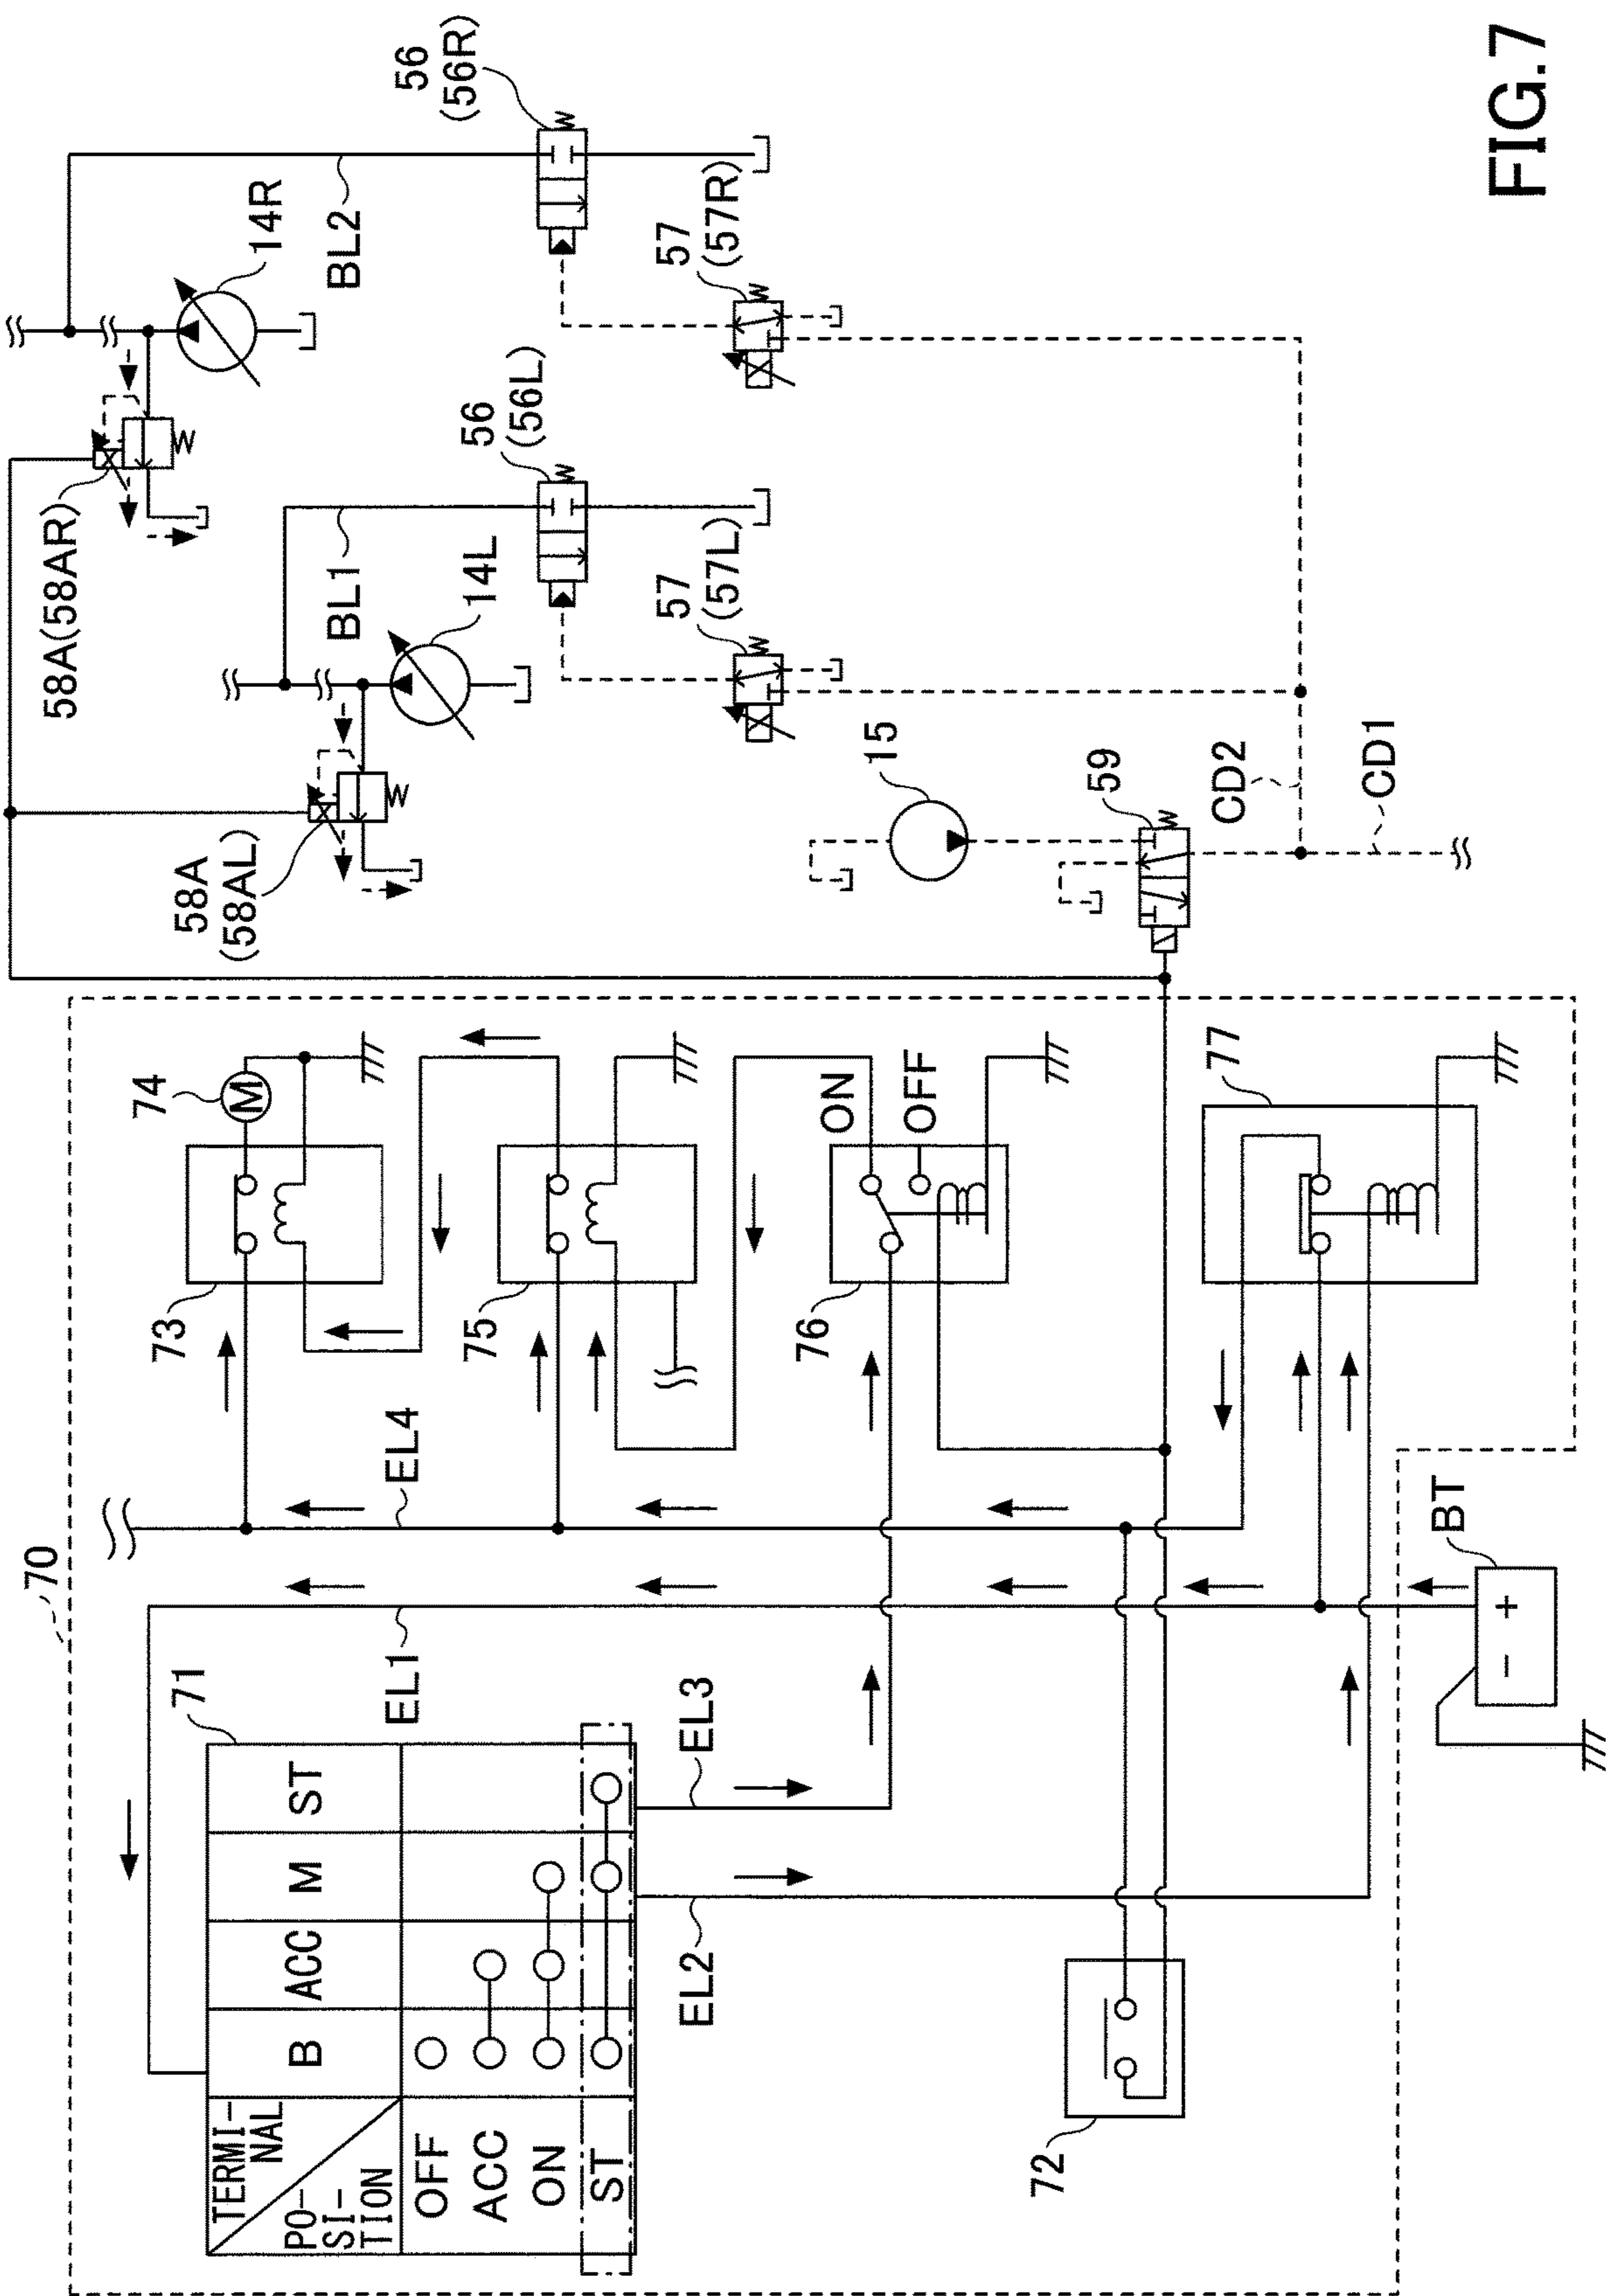 70
71
TERMI-
NAL
PO-
SI-
TION
B
ACC
M
ST
OFF
ACC
ON
ST
EL1
EL4
EL2
EL3
72
73
74
M
75
76
ON
OFF
77
BT
+
-
58A(58AR)
58A
(58AL)
14R
14L
BL1
BL2
56
(56R)
56
(56L)
57
(57R)
57
(57L)
15
59
CD2
CD1
FIG.7